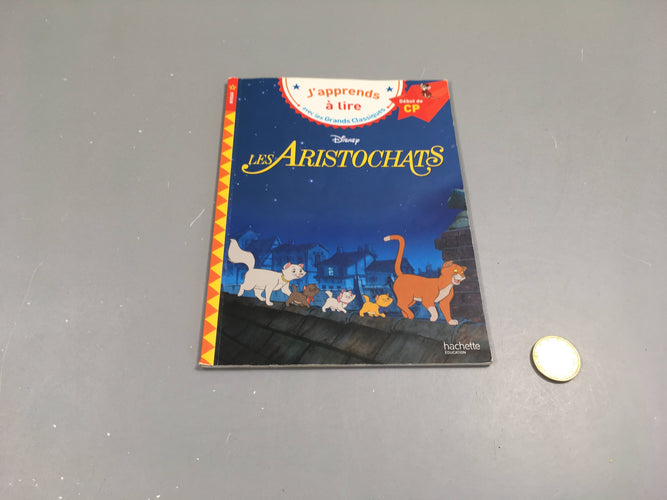 J'apprends
à lire
avec les Grands Classiques
Début de
CP
Disney
LES ARISTOCHATS
hachette
ÉDUCATION